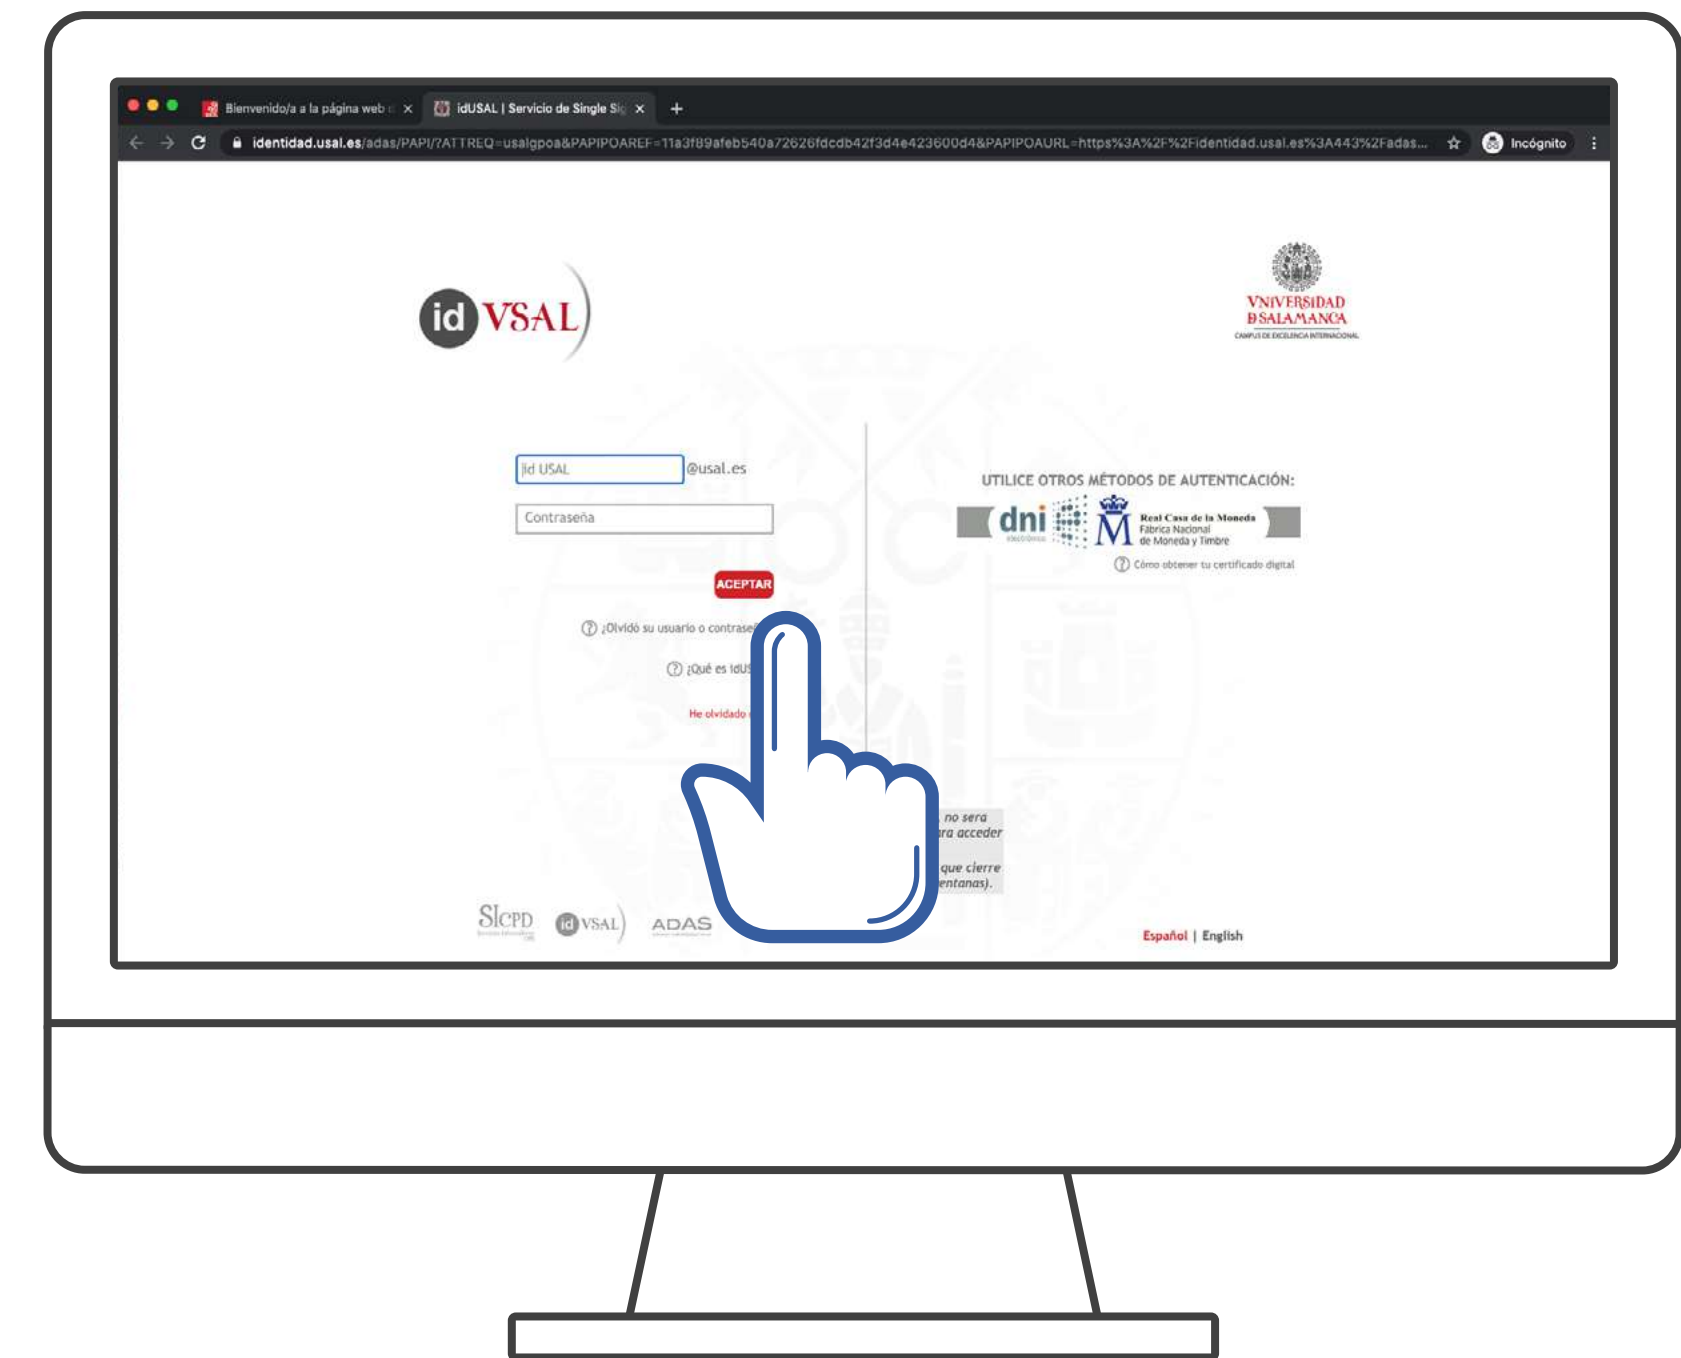 Bienvenido/a a la página web
idUSAL | Servicio de Single Si
identidad.usal.es/adas/PAPI/?ATTREQ=usalgpoa&PAPIPOAREF=11a3f89afeb540a72626fdcdb42f3d4e423600d4&PAPIPOAURL=https%3A%2F%2Fidentidad.usal.es%3A443%2Fadas...
Incógnito
id VSAL
VNiVERSiDAD
D SALAMANCA
CAMPUS DE EXCELENCIA INTERNACIONAL
id USAL
@usal.es
Contraseña
ACEPTAR
¿Olvidó su usuario o contrase
¿Qué es idUS
He olvidado
UTILICE OTROS MÉTODOS DE AUTENTICACIÓN:
dni
electrónico
M
Real Casa de la Moneda
Fábrica Nacional
de Moneda y Timbre
Cómo obtener tu certificado digital
no sera
ra acceder
que cierre
entanas).
SICPD
id VSAL
ADAS
Español | English